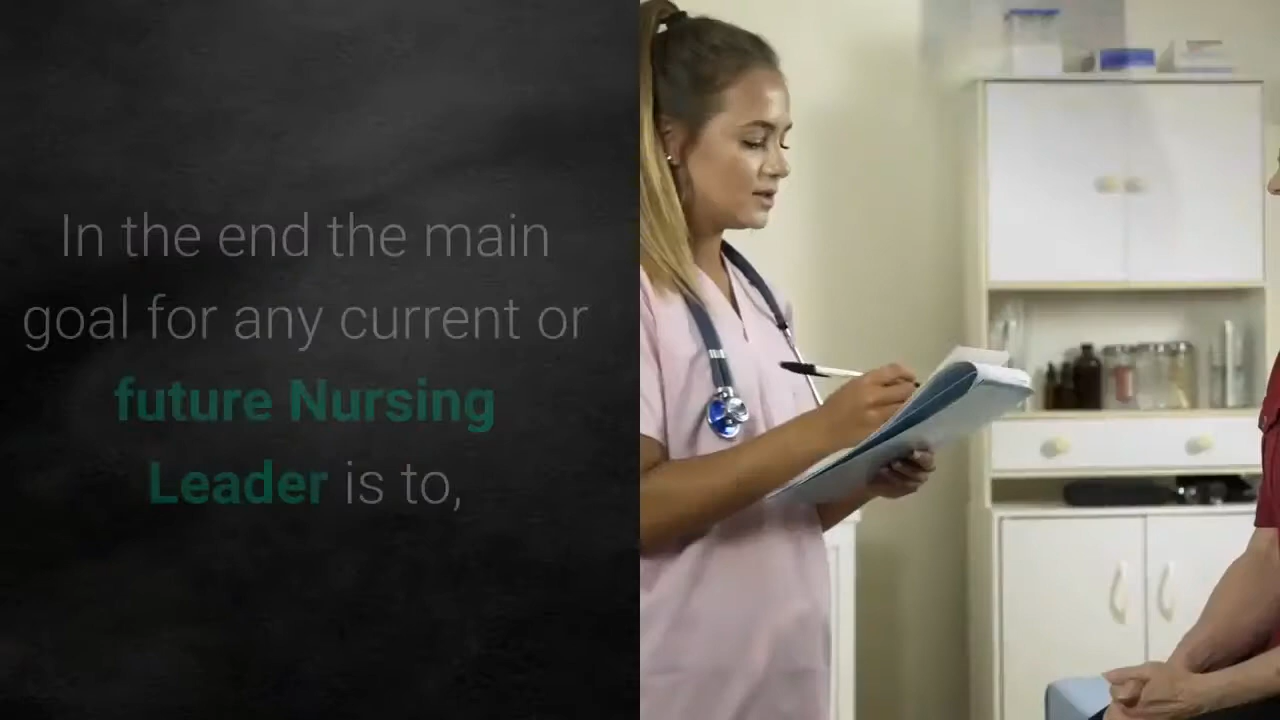 In the end the main
goal for any current or
future Nursing
Leader is to,